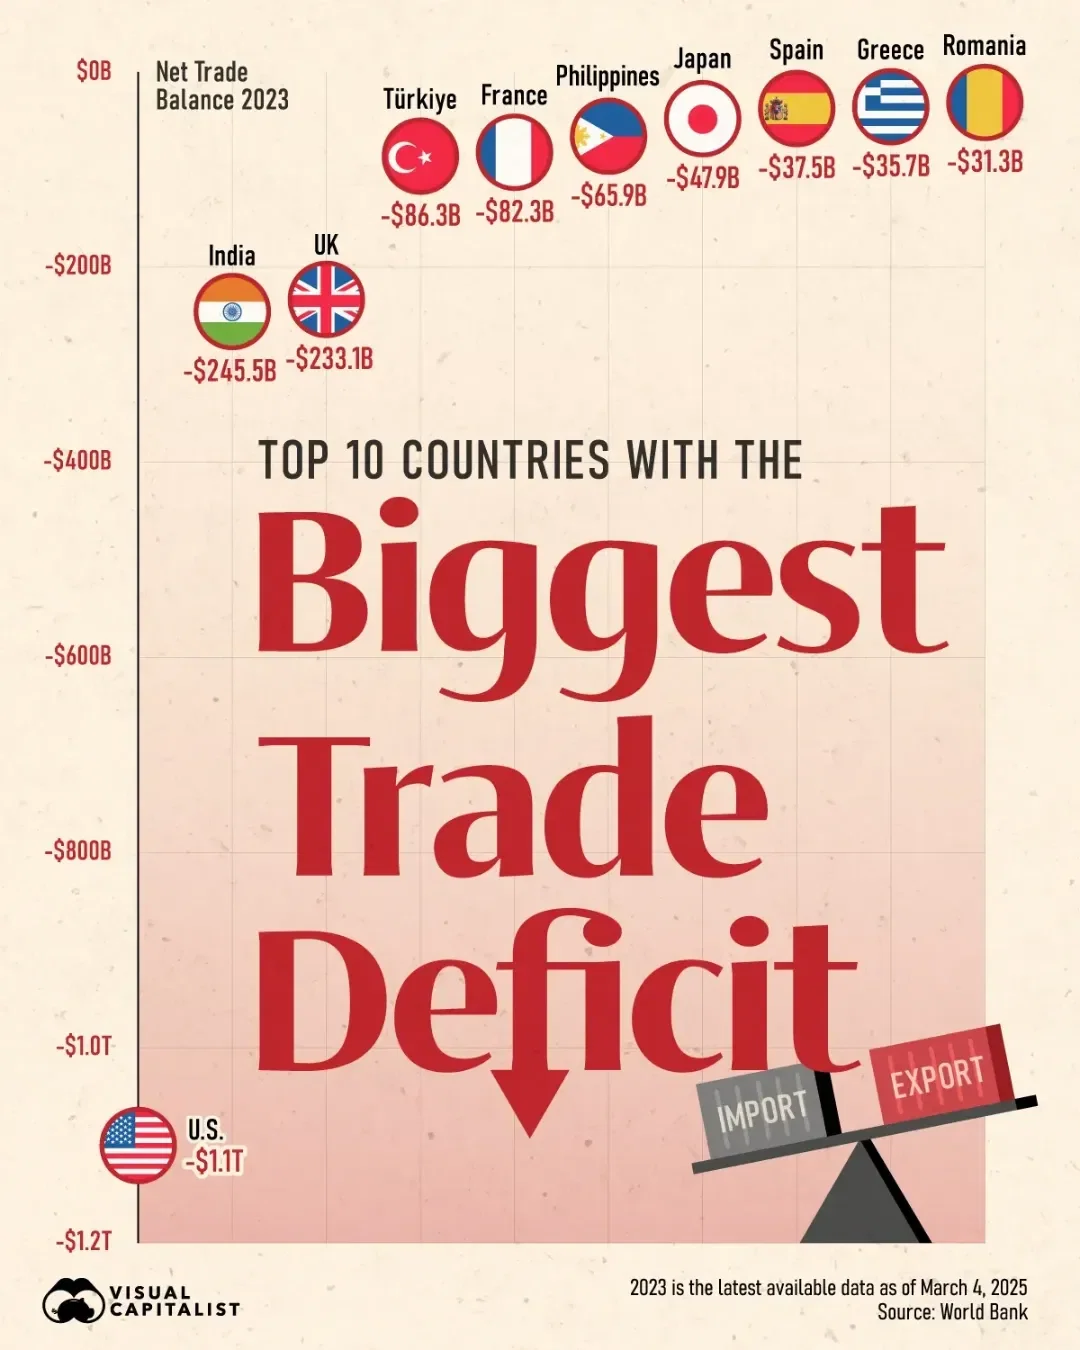 $0B
Net Trade
Balance 2023
Türkiye
-$86.3B
France
-$82.3B
Philippines
-$65.9B
Japan
-$47.9B
Spain
-$37.5B
Greece
-$35.7B
Romania
-$31.3B
-$200B
India
-$245.5B
UK
-$233.1B
-$400B
TOP 10 COUNTRIES WITH THE
Biggest
-$600B
Trade
-$800B
Deficit
-$1.0T
IMPORT
EXPORT
U.S.
-$1.1T
-$1.2T
VISUAL
CAPITALIST
2023 is the latest available data as of March 4, 2025
Source: World Bank